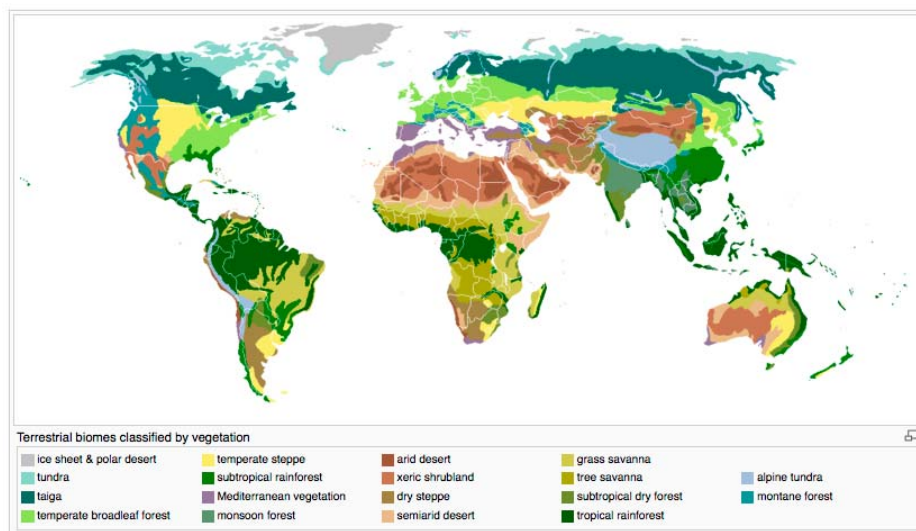 Terrestrial biomes classified by vegetation
ice sheet & polar desert
tundra
taiga
temperate broadleaf forest
temperate steppe
subtropical rainforest
Mediterranean vegetation
monsoon forest
arid desert
xeric shrubland
dry steppe
semiarid desert
grass savanna
tree savanna
subtropical dry forest
tropical rainforest
alpine tundra
montane forest